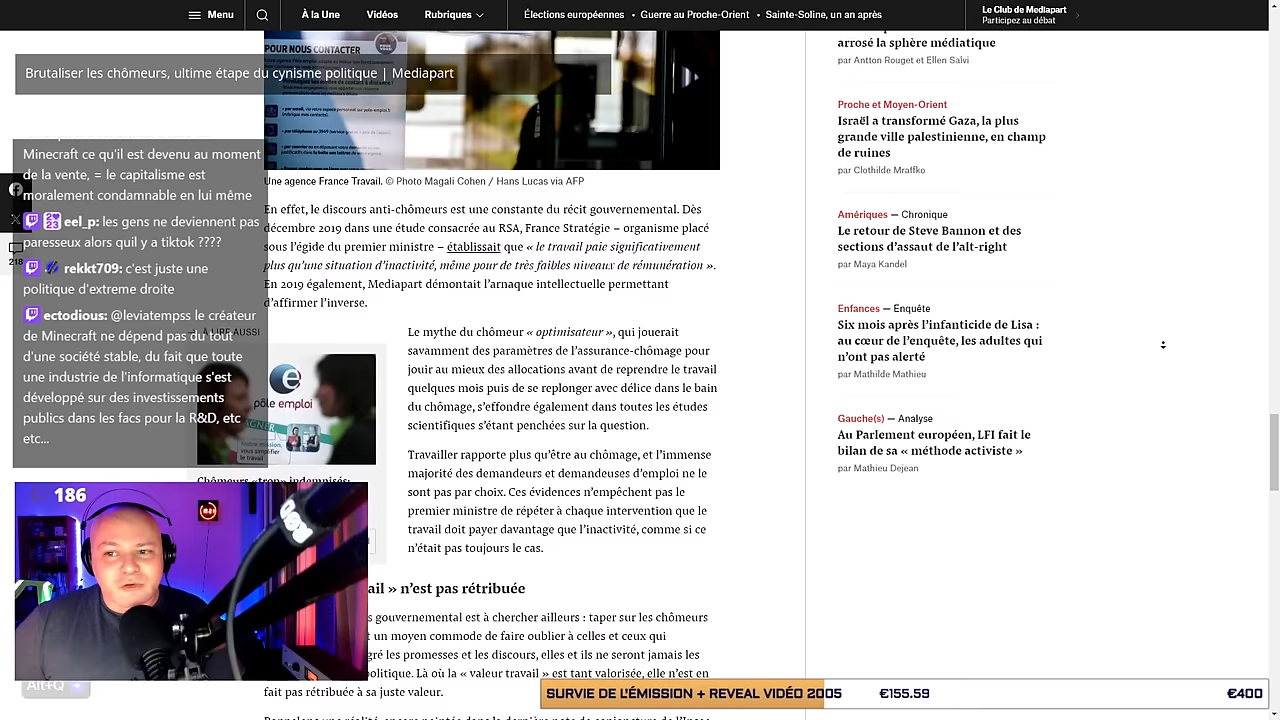 Menu
À la Une
Vidéos
Rubriques
Élections européennes • Guerre au Proche-Orient • Sainte-Soline, un an après
Le Club de Mediapart
Participez au débat
POUR NOUS CONTACTER
Brutaliser les chômeurs, ultime étape du cynisme politique | Mediapart
Minecraft ce qu'il est devenu au moment
de la vente, = le capitalisme est
moralement condamnable en lui même
eel_p: les gens ne deviennent pas
paresseux alors quil y a tiktok ????
rekkt709: c'est juste une
politique d'extreme droite
ectodious: @leviatempss le créateur
de Minecraft ne dépend pas du tout
d'une société stable, du fait que toute
une industrie de l'informatique s'est
développé sur des investissements
publics dans les facs pour la R&D, etc
etc...
218
Une agence France Travail. © Photo Magali Cohen / Hans Lucas via AFP
En effet, le discours anti-chômeurs est une constante du récit gouvernemental. Dès
décembre 2019 dans une étude consacrée au RSA, France Stratégie – organisme placé
sous l'égide du premier ministre – établissait que « le travail paie significativement
plus qu'une situation d'inactivité, même pour de très faibles niveaux de rémunération ».
En 2019 également, Mediapart démontait l'arnaque intellectuelle permettant
d'affirmer l'inverse.
À LIRE AUSSI
pôle emploi
Chômeurs «trop» indemnisés:
Le mythe du chômeur « optimisateur », qui jouerait
savamment des paramètres de l'assurance-chômage pour
jouir au mieux des allocations avant de reprendre le travail
quelques mois puis de se replonger avec délice dans le bain
du chômage, s'effondre également dans toutes les études
scientifiques s'étant penchées sur la question.
Travailler rapporte plus qu'être au chômage, et l'immense
majorité des demandeurs et demandeuses d'emploi ne le
sont pas par choix. Ces évidences n'empêchent pas le
premier ministre de répéter à chaque intervention que le
travail doit payer davantage que l'inactivité, comme si ce
n'était pas toujours le cas.
ail » n'est pas rétribuée
s gouvernemental est à chercher ailleurs : taper sur les chômeurs
t un moyen commode de faire oublier à celles et ceux qui
gré les promesses et les discours, elles et ils ne seront jamais les
politique. Là où la « valeur travail » est tant valorisée, elle n'est en
fait pas rétribuée à sa juste valeur.
arrosé la sphère médiatique
par Antton Rouget et Ellen Salvi
Proche et Moyen-Orient
Israël a transformé Gaza, la plus
grande ville palestinienne, en champ
de ruines
par Clothilde Mraffko
Amériques — Chronique
Le retour de Steve Bannon et des
sections d'assaut de l'alt-right
par Maya Kandel
Enfances — Enquête
Six mois après l'infanticide de Lisa :
au cœur de l'enquête, les adultes qui
n'ont pas alerté
par Mathilde Mathieu
Gauche(s) — Analyse
Au Parlement européen, LFI fait le
bilan de sa « méthode activiste »
par Mathieu Dejean
186
Alt+Q
SURVIE DE L'ÉMISSION + REVEAL VIDÉO 2005
€155.59
€400